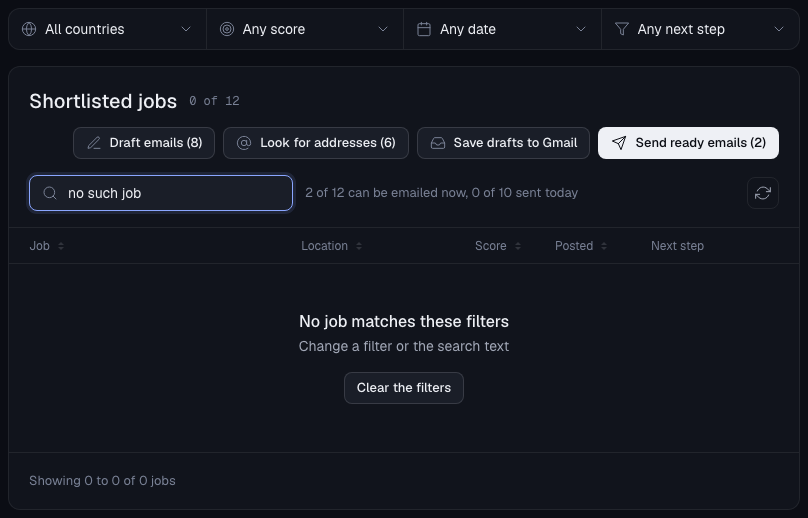 All countries
Any score
Any date
Any next step
Shortlisted jobs 0 of 12
Draft emails (8)
Look for addresses (6)
Save drafts to Gmail
Send ready emails (2)
no such job
2 of 12 can be emailed now, 0 of 10 sent today
Job
Location
Score
Posted
Next step
No job matches these filters
Change a filter or the search text
Clear the filters
Showing 0 to 0 of 0 jobs